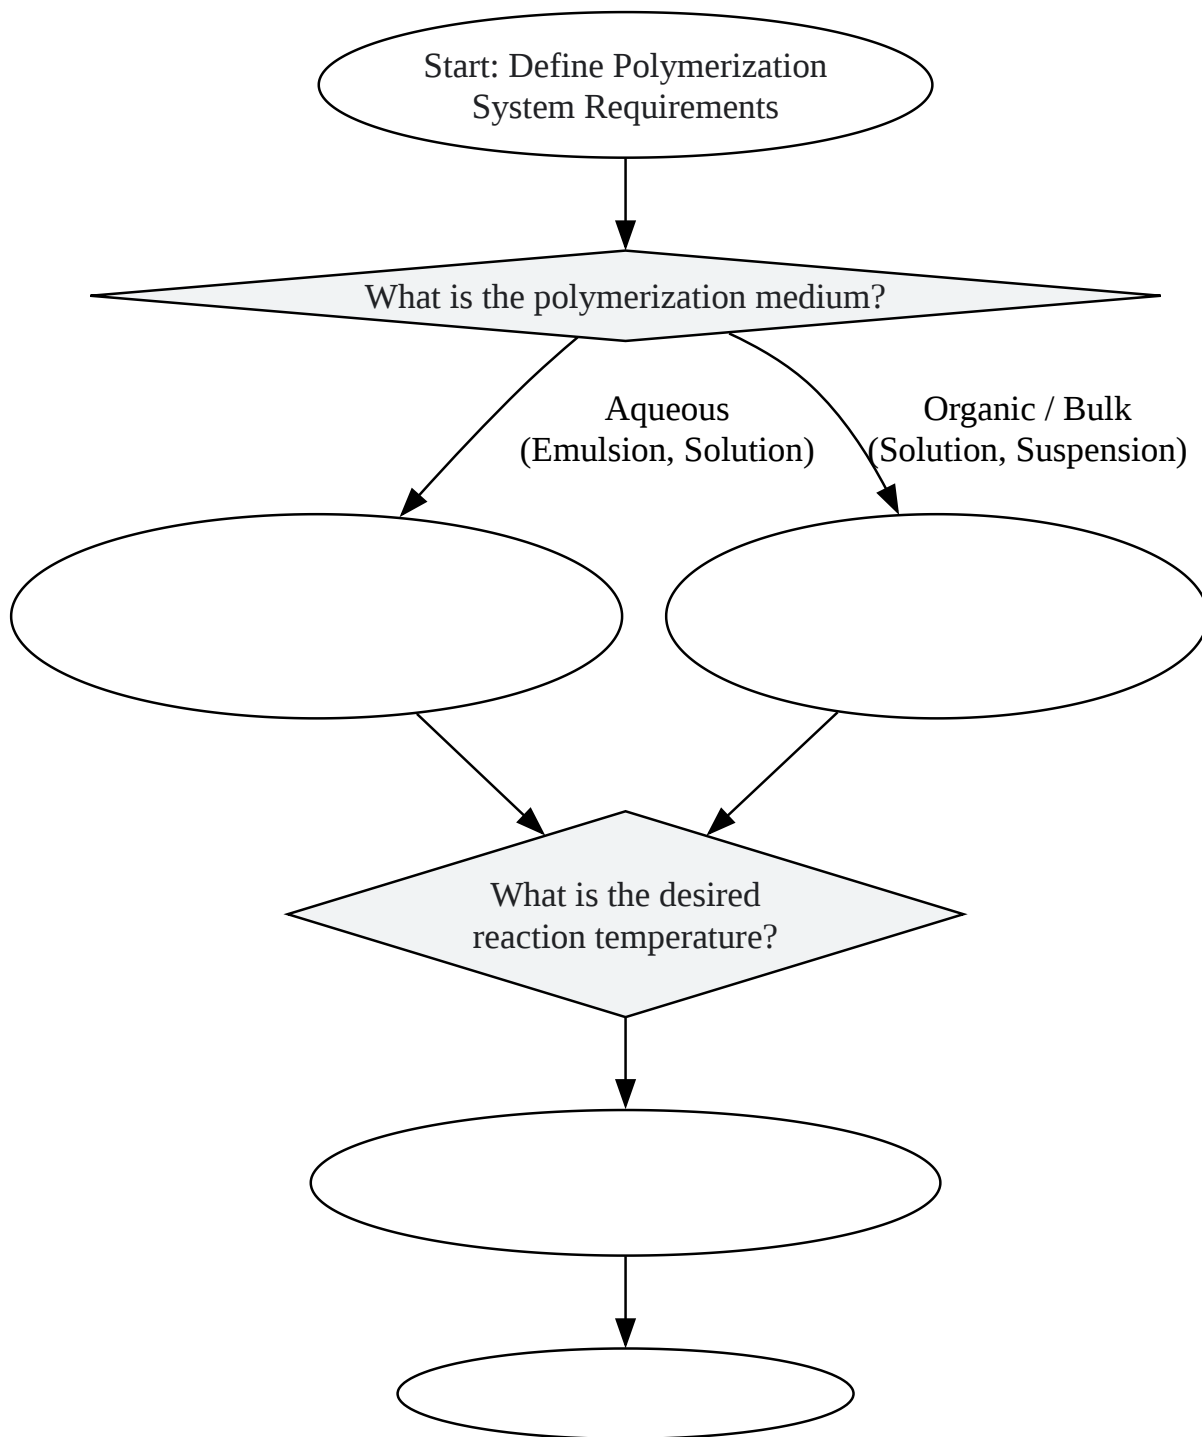 Start: Define Polymerization
System Requirements
What is the polymerization medium?
Aqueous
(Emulsion, Solution)
Organic / Bulk
(Solution, Suspension)
What is the desired
reaction temperature?